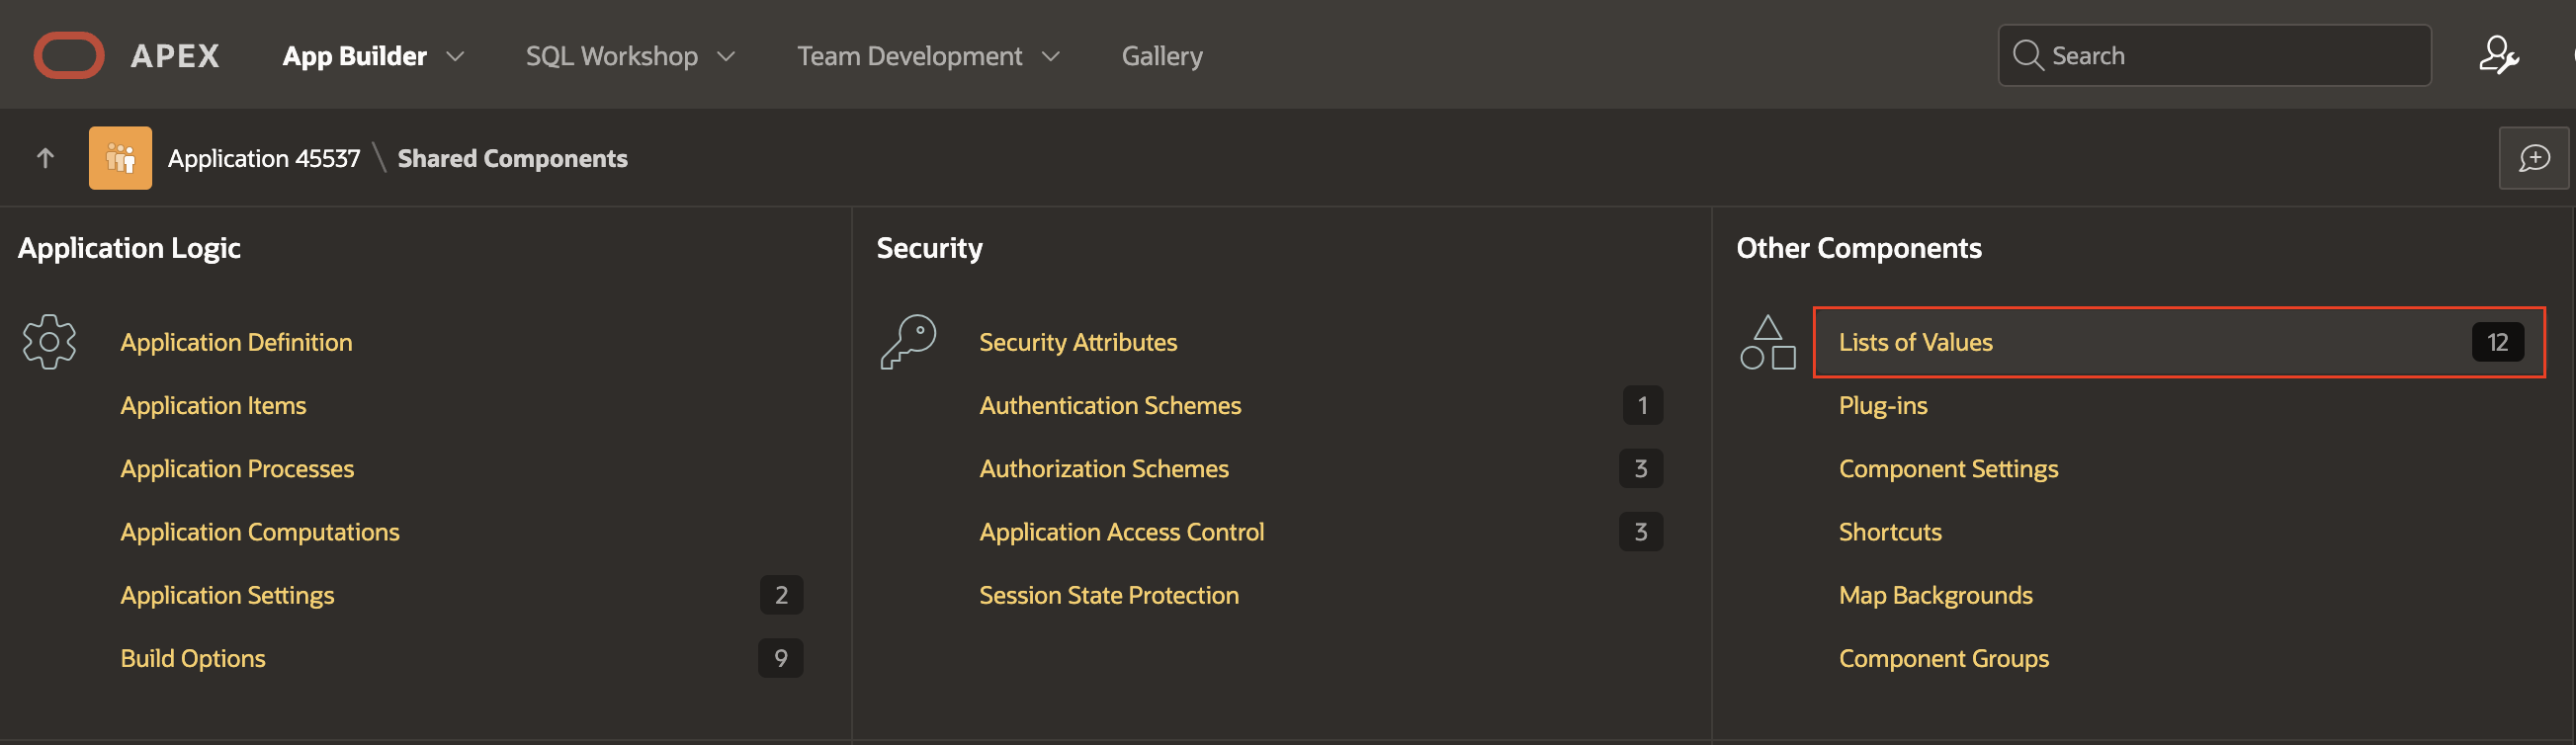 APEX App Builder SQL Workshop Team Development Gallery Search
Application 45537 \ Shared Components
Application Logic
Application Definition
Application Items
Application Processes
Application Computations
Application Settings 2
Build Options 9
Security
Security Attributes
Authentication Schemes 1
Authorization Schemes 3
Application Access Control 3
Session State Protection
Other Components
Lists of Values 12
Plug-ins
Component Settings
Shortcuts
Map Backgrounds
Component Groups